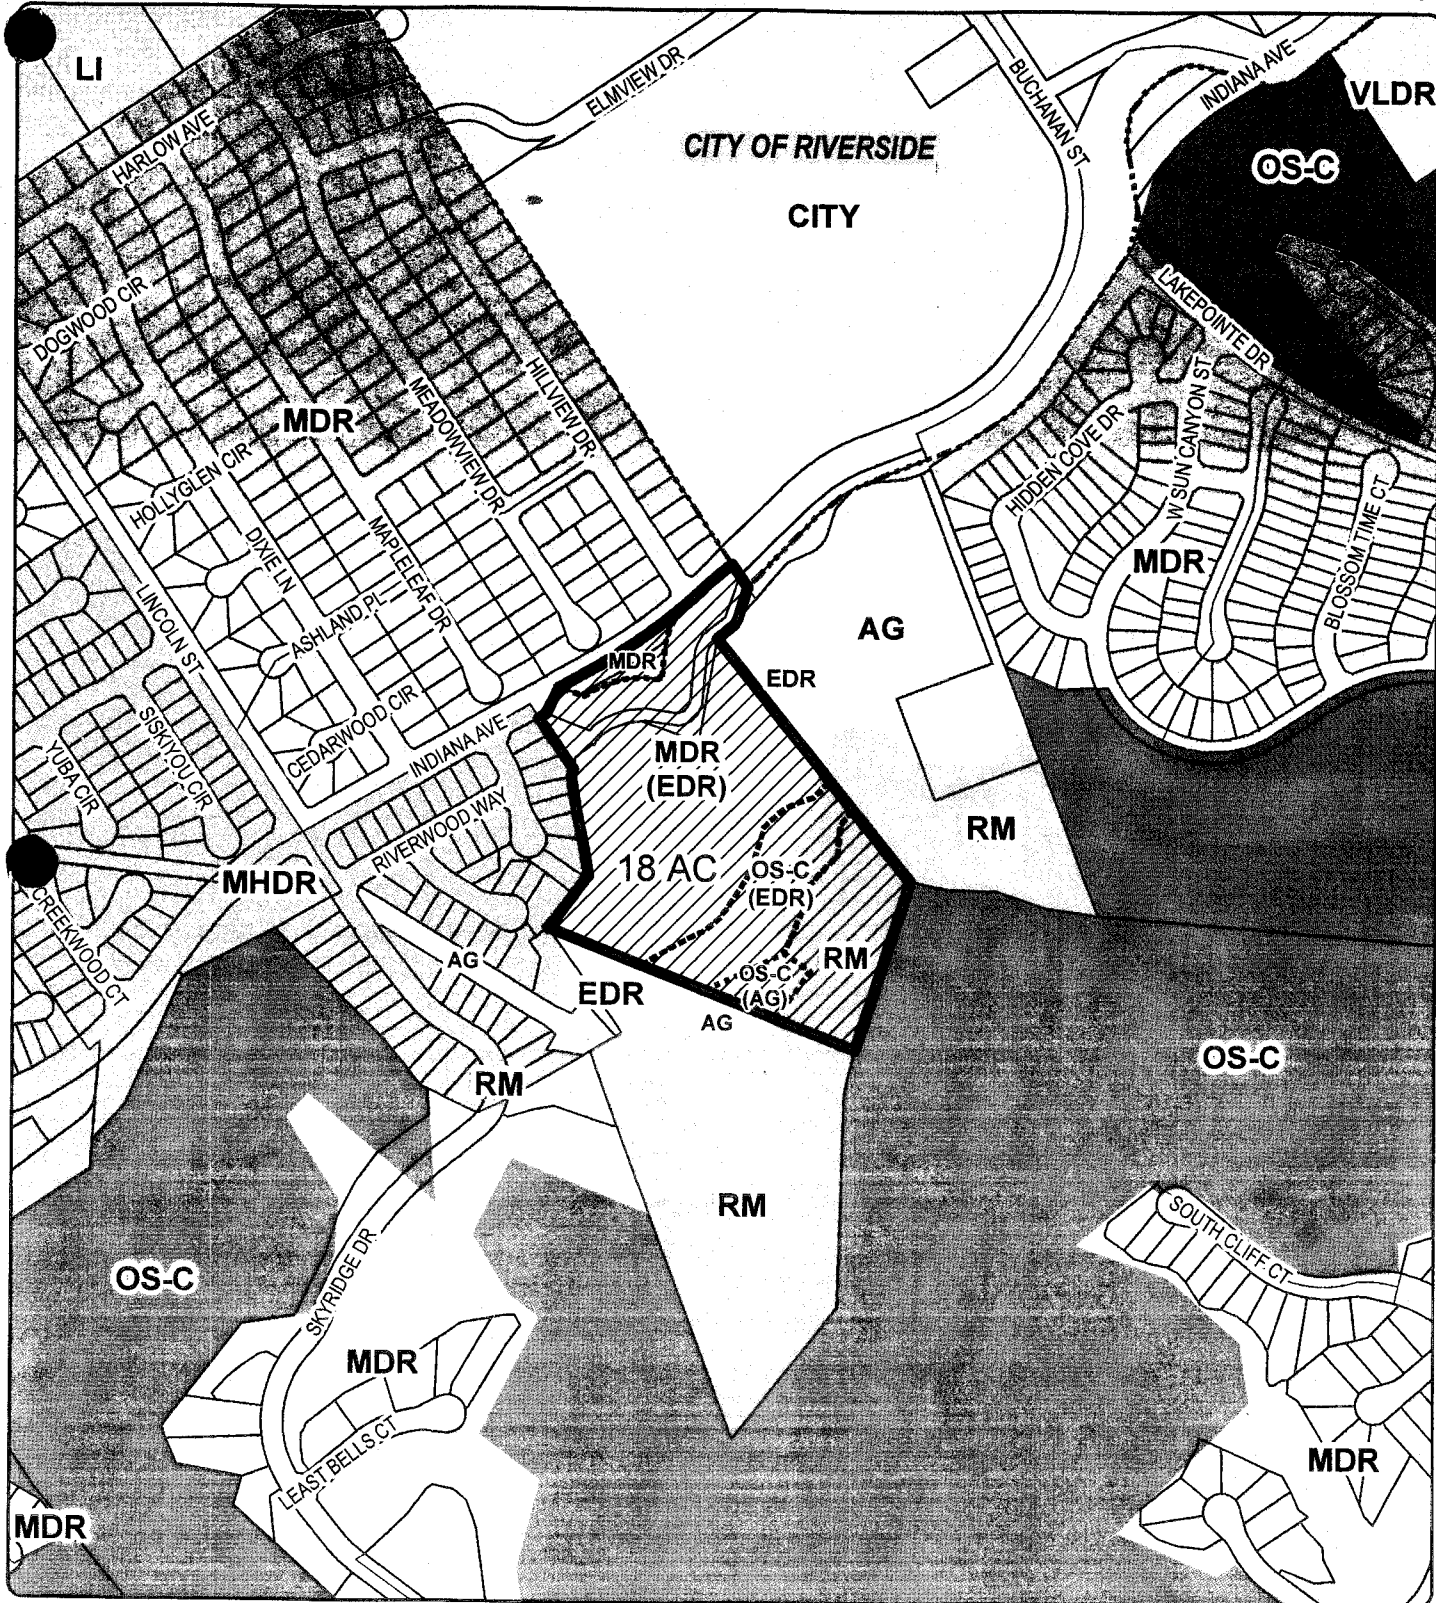 LI
ELMVIEW DR
BUCHANAN ST
INDIANA AVE
VLDR
HARLOW AVE
CITY OF RIVERSIDE
OS-C
CITY
DOGWOOD CIR
LAKEPOINTE DR
MDR
MEADOWVIEW DR
HILLVIEW DR
W SUN CANYON ST
HIDDEN COVE DR
HOLLYGLEN CIR
BLOSSOM TIME CT
DIXIE LN
MAPLELEAF DR
MDR
LINCOLN ST
ASHLAND PL
AG
MDR
EDR
CEDARWOOD CIR
INDIANA AVE
SISKIYOU CIR
YUBA CIR
MDR
(EDR)
RIVERWOOD WAY
RM
18 AC
OS-C
(EDR)
MHDR
CREEKWOOD CT
AG
RM
OS-C
(AG)
EDR
AG
OS-C
RM
RM
SOUTH CLIFF CT
OS-C
SKYRIDGE DR
MDR
LEAST BELLS CT
MDR
MDR